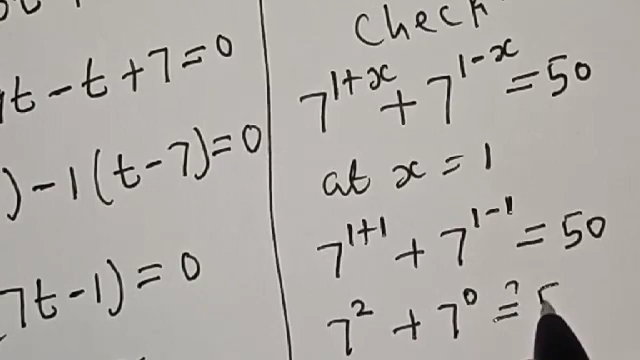 t - t + 7 = 0
) - 1(t - 7) = 0
7t - 1) = 0
Check
7^{1+x} + 7^{1-x} = 50
at x = 1
7^{1+1} + 7^{1-1} = 50
7^2 + 7^0 ?= 5